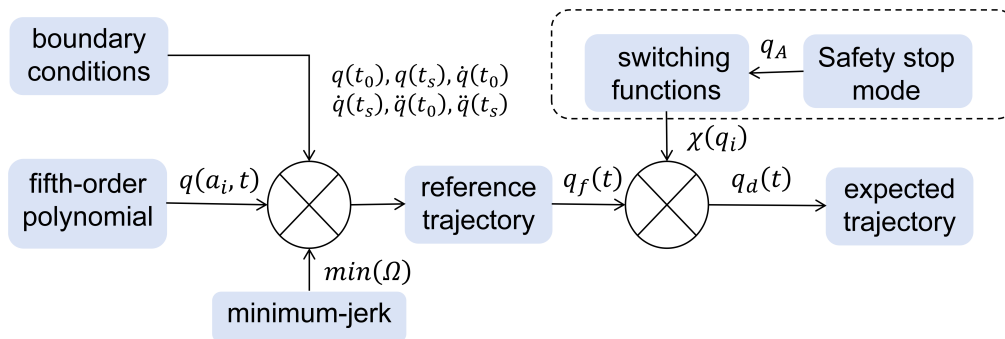 boundary
conditions
q(t₀), q(tₛ), q̇(t₀)
q̇(tₛ), q̈(t₀), q̈(tₛ)
switching
functions
q_A
Safety stop
mode
χ(qᵢ)
fifth-order
polynomial
q(aᵢ, t)
reference
trajectory
q_f(t)
q_d(t)
expected
trajectory
min(Ω)
minimum-jerk